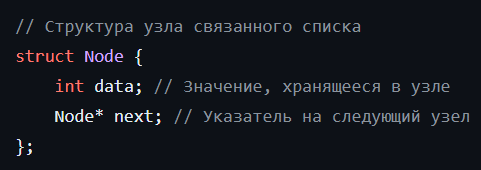 // Структура узла связанного списка
struct Node {
    int data; // Значение, хранящееся в узле
    Node* next; // Указатель на следующий узел
};